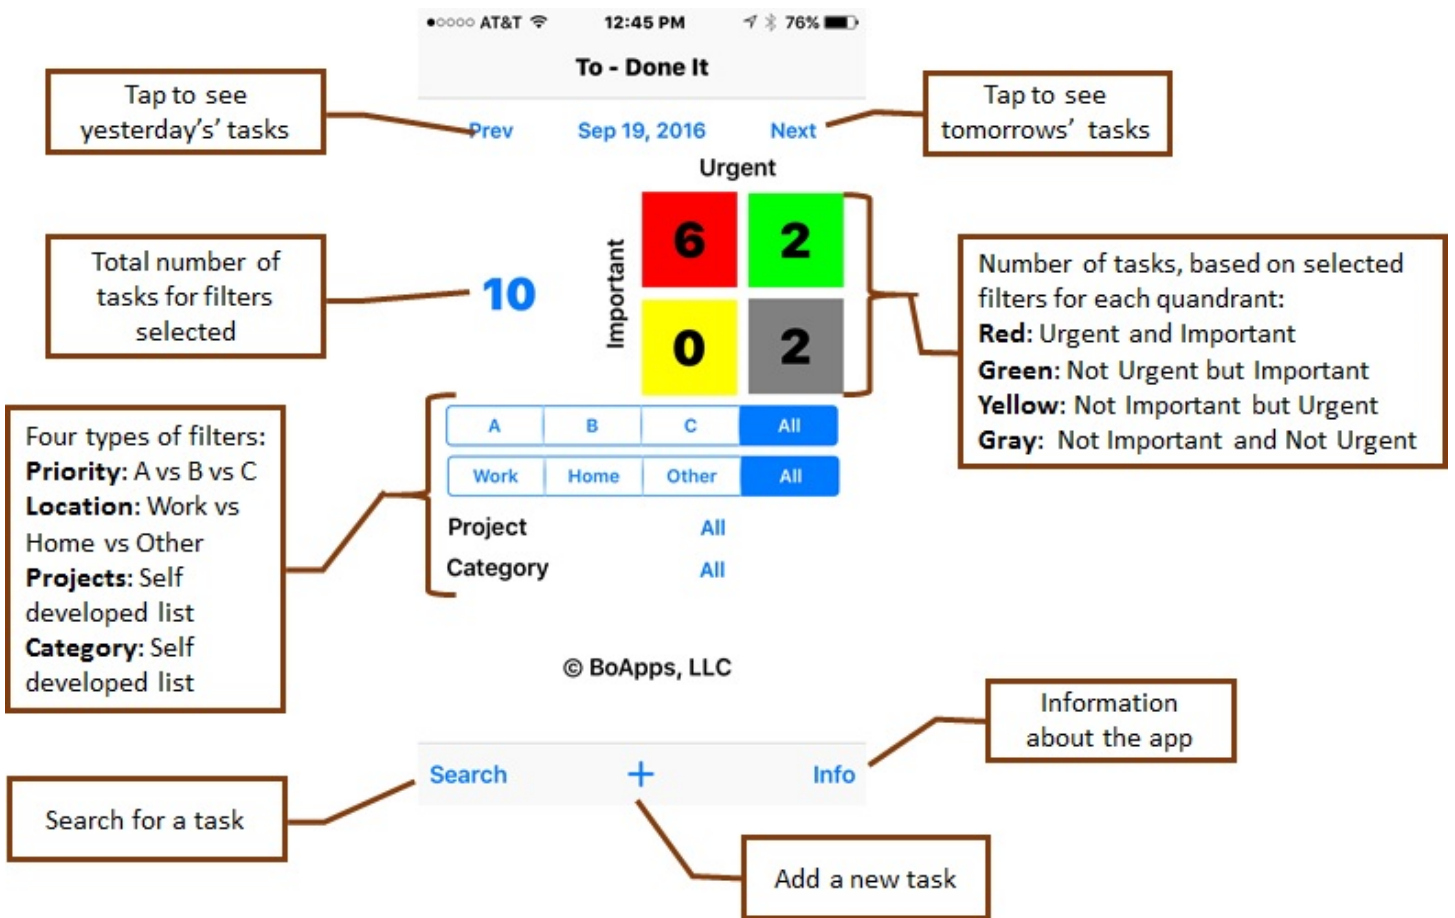 ●○○○○ AT&T 12:45 PM 76%
To - Done It
Tap to see
yesterday's' tasks
Prev Sep 19, 2016 Next
Tap to see
tomorrows' tasks
Urgent
Important
6 2
0 2
Total number of
tasks for filters
selected
10
Number of tasks, based on selected
filters for each quandrant:
Red: Urgent and Important
Green: Not Urgent but Important
Yellow: Not Important but Urgent
Gray: Not Important and Not Urgent
Four types of filters:
Priority: A vs B vs C
Location: Work vs
Home vs Other
Projects: Self
developed list
Category: Self
developed list
A B C All
Work Home Other All
Project All
Category All
© BoApps, LLC
Information
about the app
Search + Info
Search for a task
Add a new task